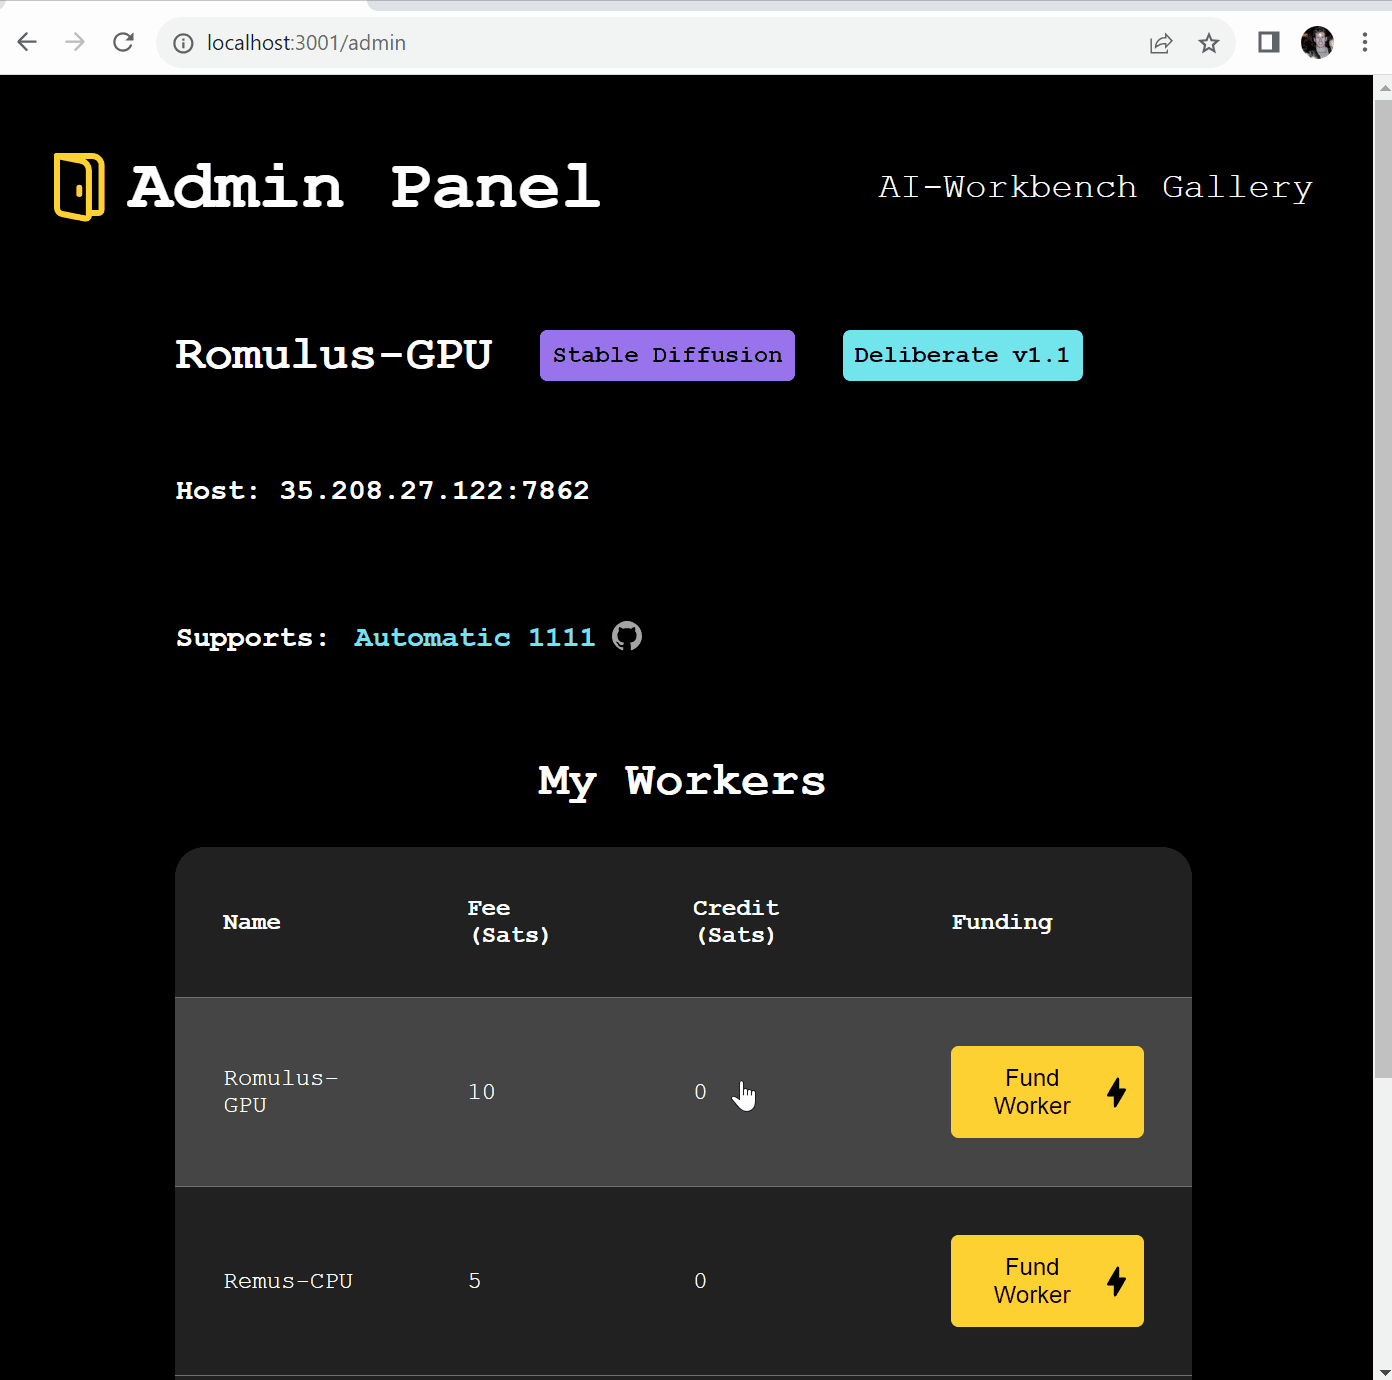 localhost:3001/admin
Admin Panel
AI-Workbench Gallery
Romulus-GPU
Stable Diffusion
Deliberate v1.1
Host: 35.208.27.122:7862
Supports: Automatic 1111
My Workers
Name
Fee
(Sats)
Credit
(Sats)
Funding
Romulus-
GPU
10
0
Fund
Worker
Remus-CPU
5
0
Fund
Worker